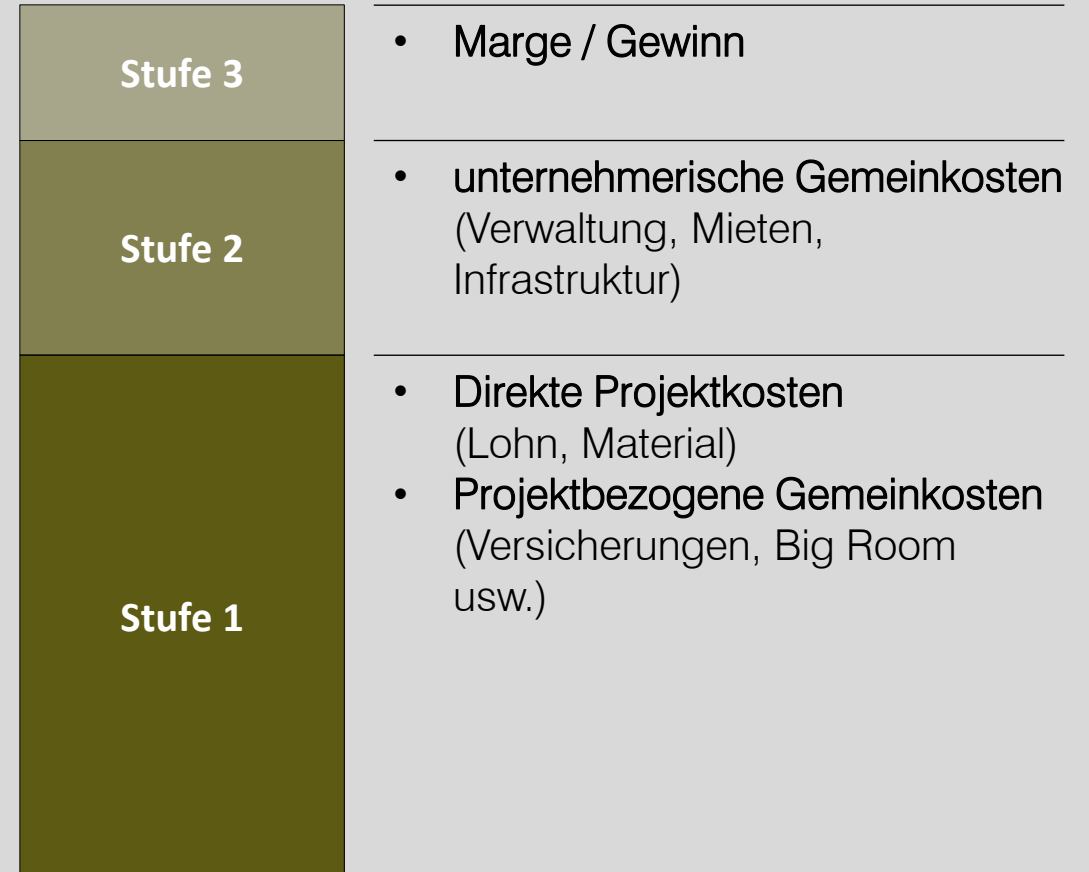 Stufe 3
• Marge / Gewinn
Stufe 2
• unternehmerische Gemeinkosten
(Verwaltung, Mieten,
Infrastruktur)
Stufe 1
• Direkte Projektkosten
(Lohn, Material)
• Projektbezogene Gemeinkosten
(Versicherungen, Big Room
usw.)